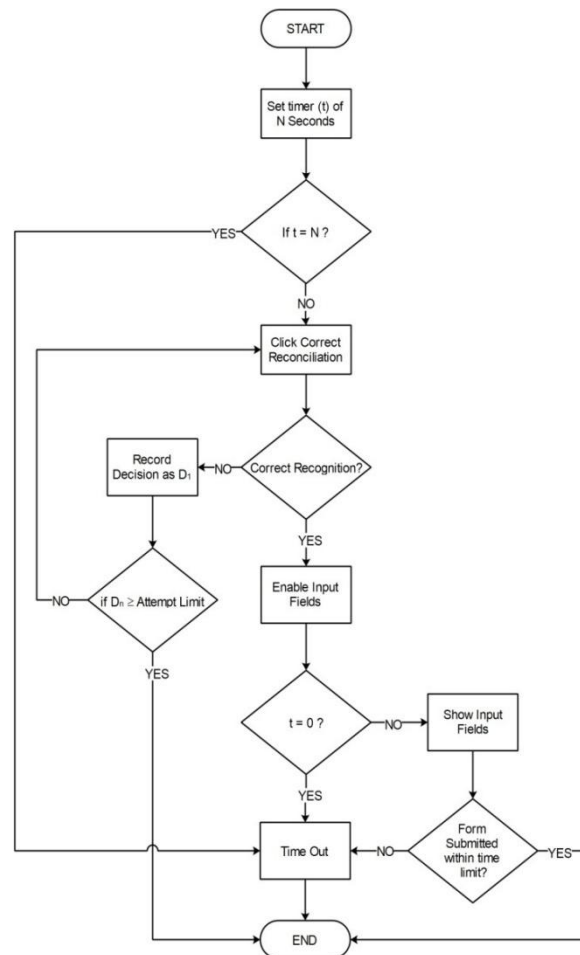 START
Set timer (t) of
N Seconds
If t = N ?
YES
NO
Click Correct
Reconciliation
Correct Recognition?
NO
Record
Decision as D₁
YES
if Dₙ ≥ Attempt Limit
NO
YES
Enable Input
Fields
t = 0 ?
NO
Show Input
Fields
YES
Form
Submitted
within time
limit?
NO
YES
Time Out
END